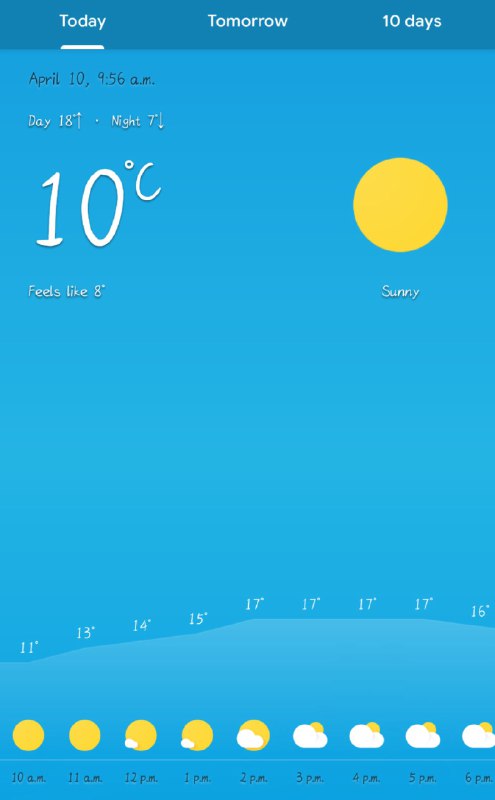 Today Tomorrow 10 days
April 10, 9:56 a.m.
Day 18°↑ · Night 7°↓
10°C
Feels like 8° Sunny
11° 13° 14° 15° 17° 17° 17° 17° 16°
10 a.m. 11 a.m. 12 p.m. 1 p.m. 2 p.m. 3 p.m. 4 p.m. 5 p.m. 6 p.m.